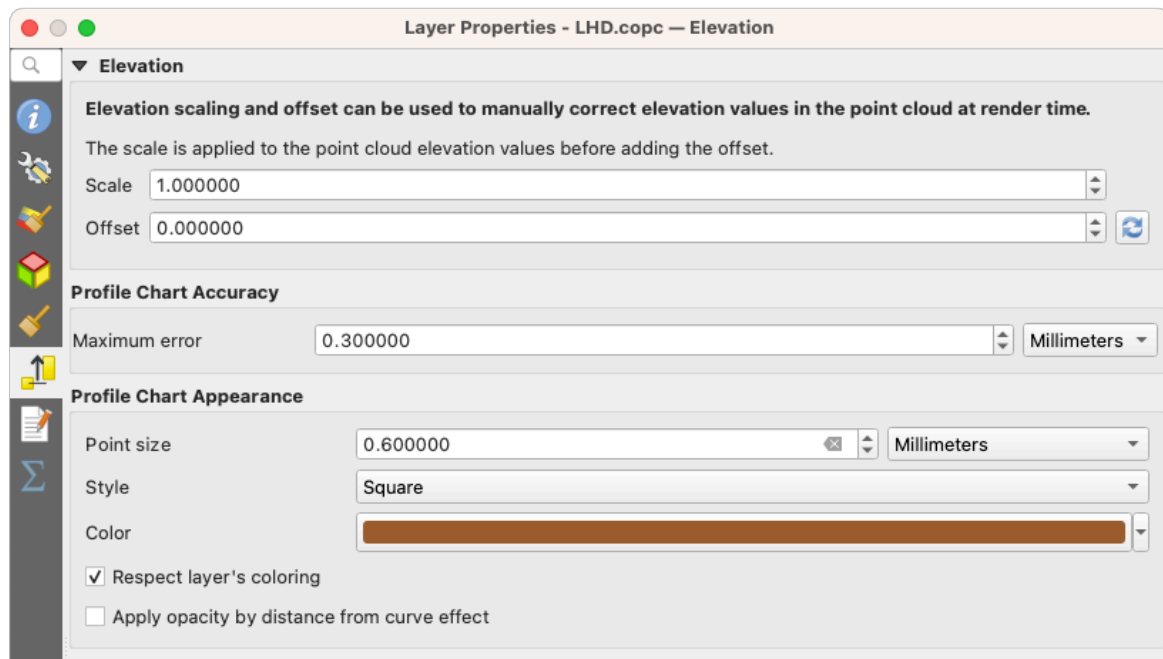 Layer Properties - LHD.copc — Elevation
Elevation
Elevation scaling and offset can be used to manually correct elevation values in the point cloud at render time.
The scale is applied to the point cloud elevation values before adding the offset.
Scale 1.000000
Offset 0.000000
Profile Chart Accuracy
Maximum error 0.300000 Millimeters
Profile Chart Appearance
Point size 0.600000 Millimeters
Style Square
Color
Respect layer's coloring
Apply opacity by distance from curve effect